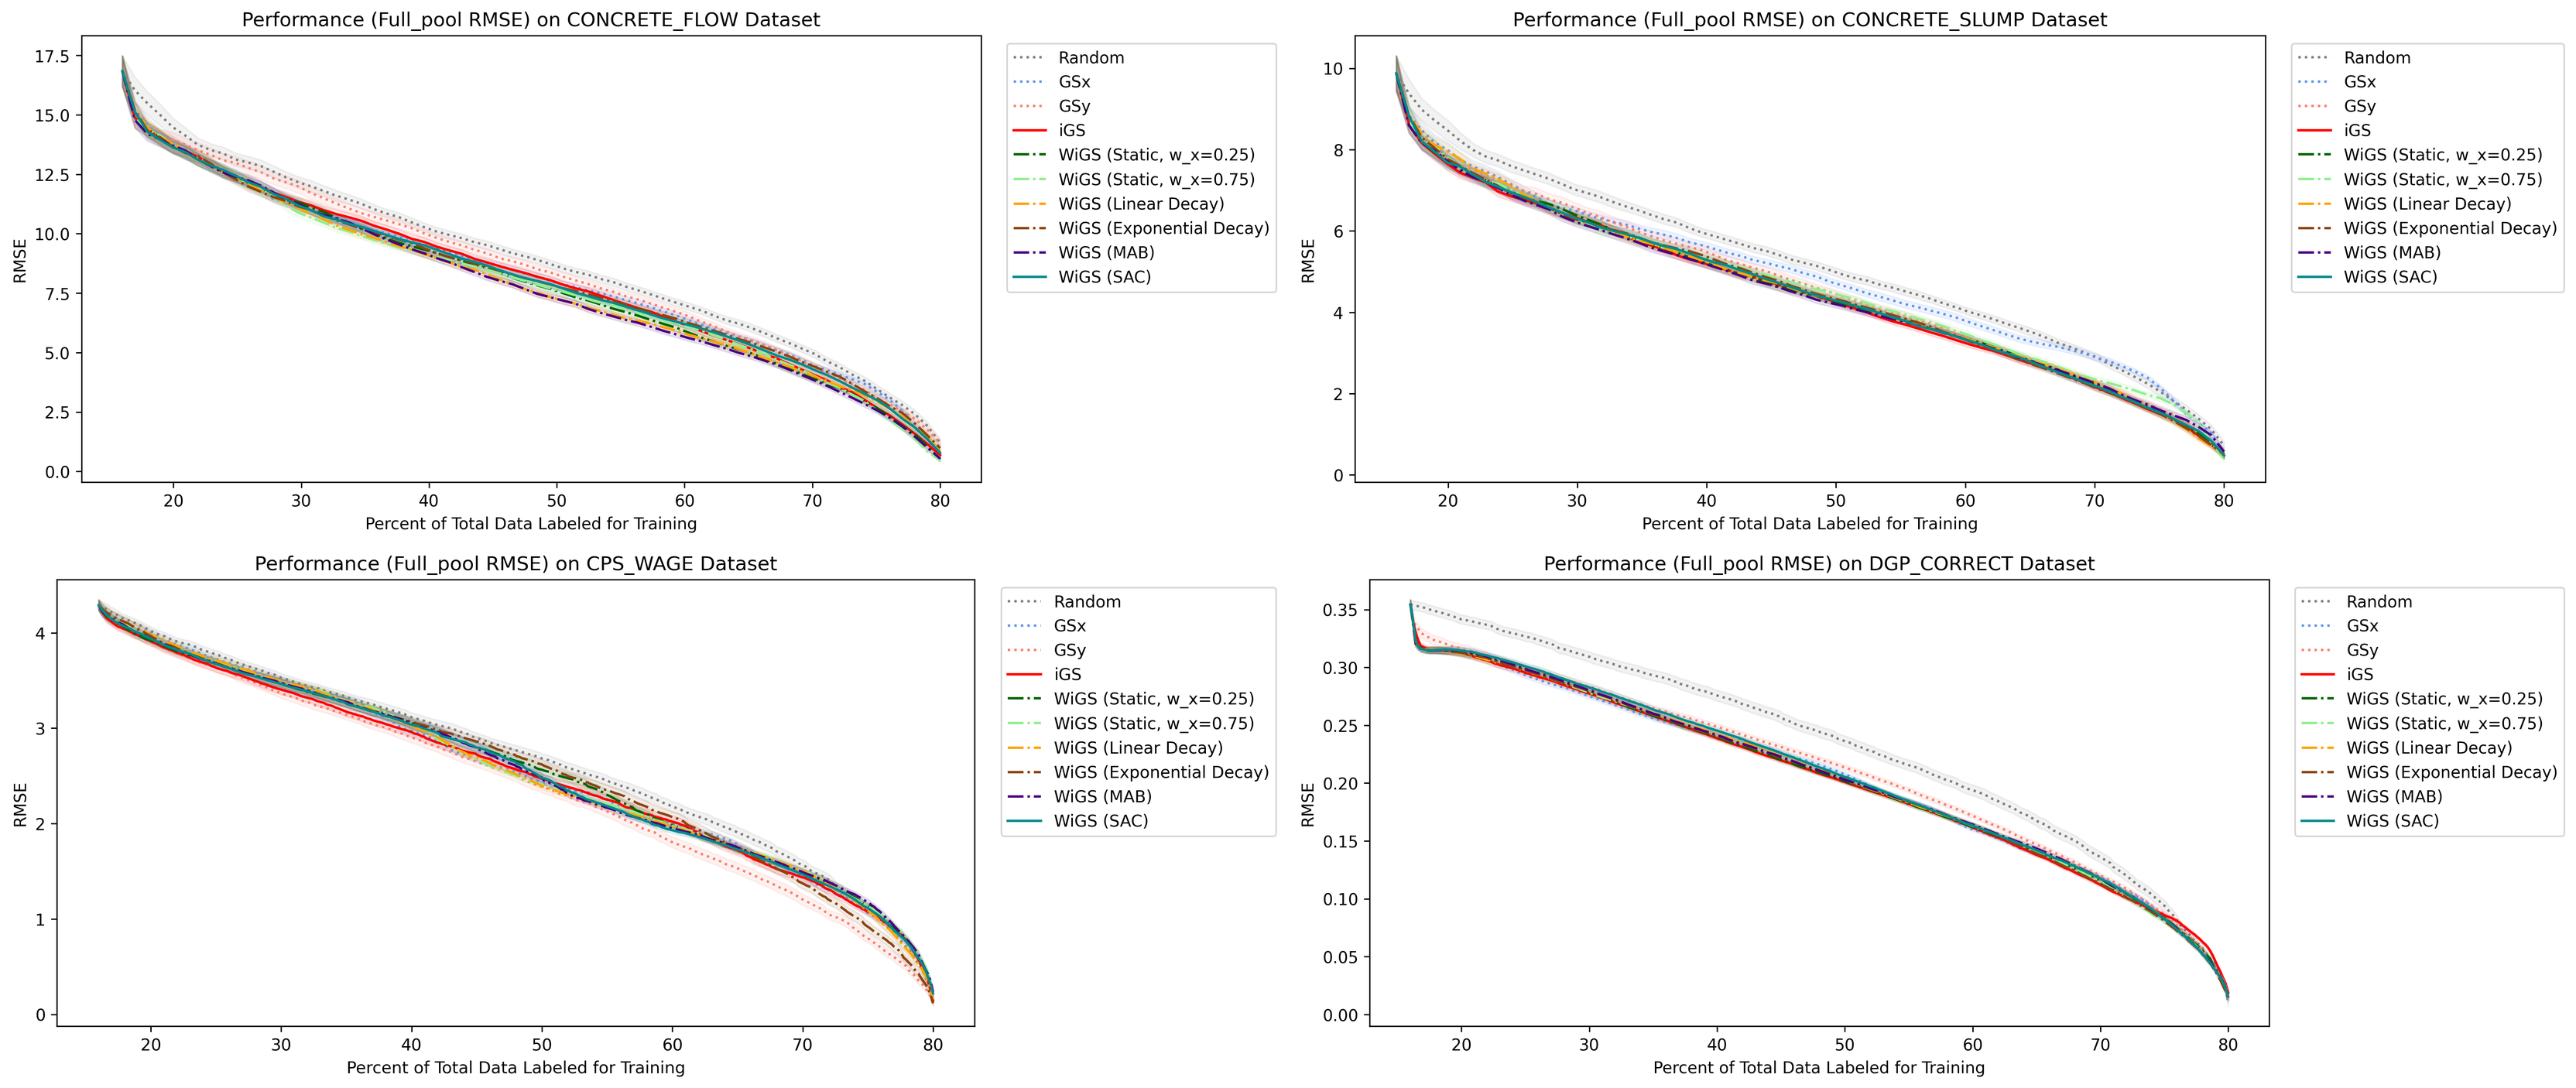 Performance (Full_pool RMSE) on CONCRETE_FLOW Dataset
RMSE
17.5
15.0
12.5
10.0
7.5
5.0
2.5
0.0
20 30 40 50 60 70 80
Percent of Total Data Labeled for Training
Random
GSx
GSy
iGS
WiGS (Static, w_x=0.25)
WiGS (Static, w_x=0.75)
WiGS (Linear Decay)
WiGS (Exponential Decay)
WiGS (MAB)
WiGS (SAC)
Performance (Full_pool RMSE) on CONCRETE_SLUMP Dataset
RMSE
10
8
6
4
2
0
20 30 40 50 60 70 80
Percent of Total Data Labeled for Training
Random
GSx
GSy
iGS
WiGS (Static, w_x=0.25)
WiGS (Static, w_x=0.75)
WiGS (Linear Decay)
WiGS (Exponential Decay)
WiGS (MAB)
WiGS (SAC)
Performance (Full_pool RMSE) on CPS_WAGE Dataset
RMSE
4
3
2
1
0
20 30 40 50 60 70 80
Percent of Total Data Labeled for Training
Random
GSx
GSy
iGS
WiGS (Static, w_x=0.25)
WiGS (Static, w_x=0.75)
WiGS (Linear Decay)
WiGS (Exponential Decay)
WiGS (MAB)
WiGS (SAC)
Performance (Full_pool RMSE) on DGP_CORRECT Dataset
RMSE
0.35
0.30
0.25
0.20
0.15
0.10
0.05
0.00
20 30 40 50 60 70 80
Percent of Total Data Labeled for Training
Random
GSx
GSy
iGS
WiGS (Static, w_x=0.25)
WiGS (Static, w_x=0.75)
WiGS (Linear Decay)
WiGS (Exponential Decay)
WiGS (MAB)
WiGS (SAC)